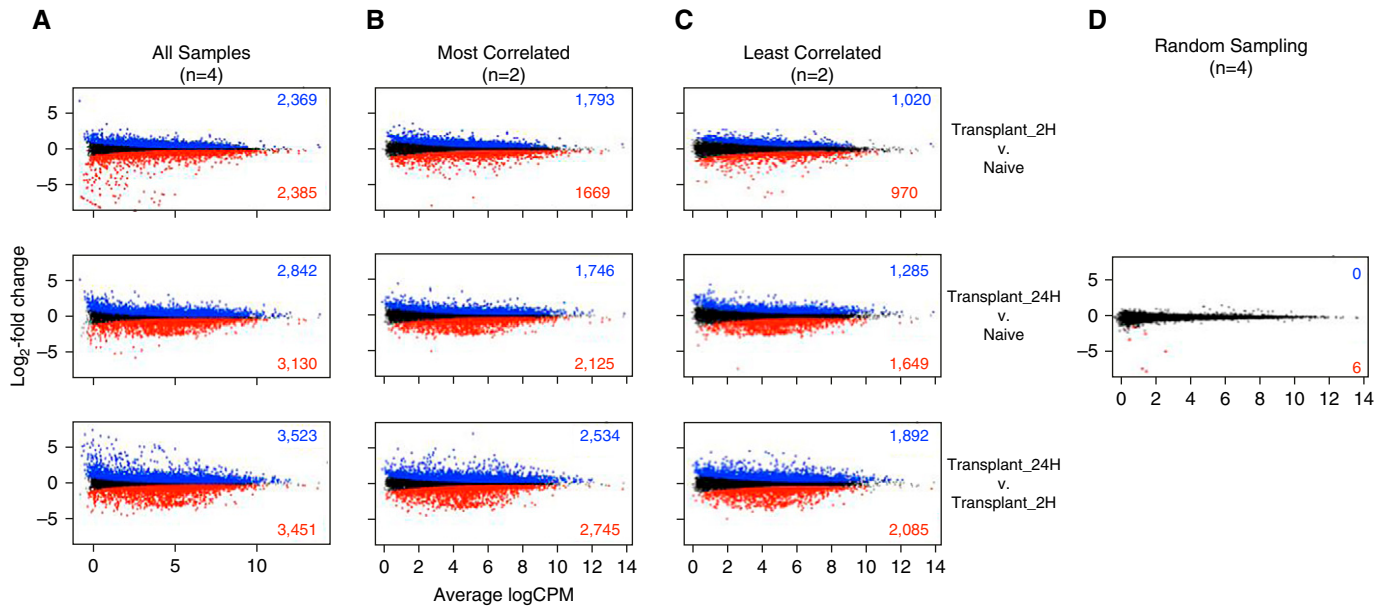 A
B
C
D
All Samples
(n=4)
Most Correlated
(n=2)
Least Correlated
(n=2)
Random Sampling
(n=4)
Log2-fold change
5
0
−5
2,369
2,385
1,793
1669
1,020
970
Transplant_2H
v.
Naive
5
0
−5
2,842
3,130
1,746
2,125
1,285
1,649
Transplant_24H
v.
Naive
5
0
−5
0
6
0 2 4 6 8 10 12 14
5
0
−5
3,523
3,451
2,534
2,745
1,892
2,085
Transplant_24H
v.
Transplant_2H
0 5 10
0 2 4 6 8 10 12 14
0 2 4 6 8 10 12 14
Average logCPM